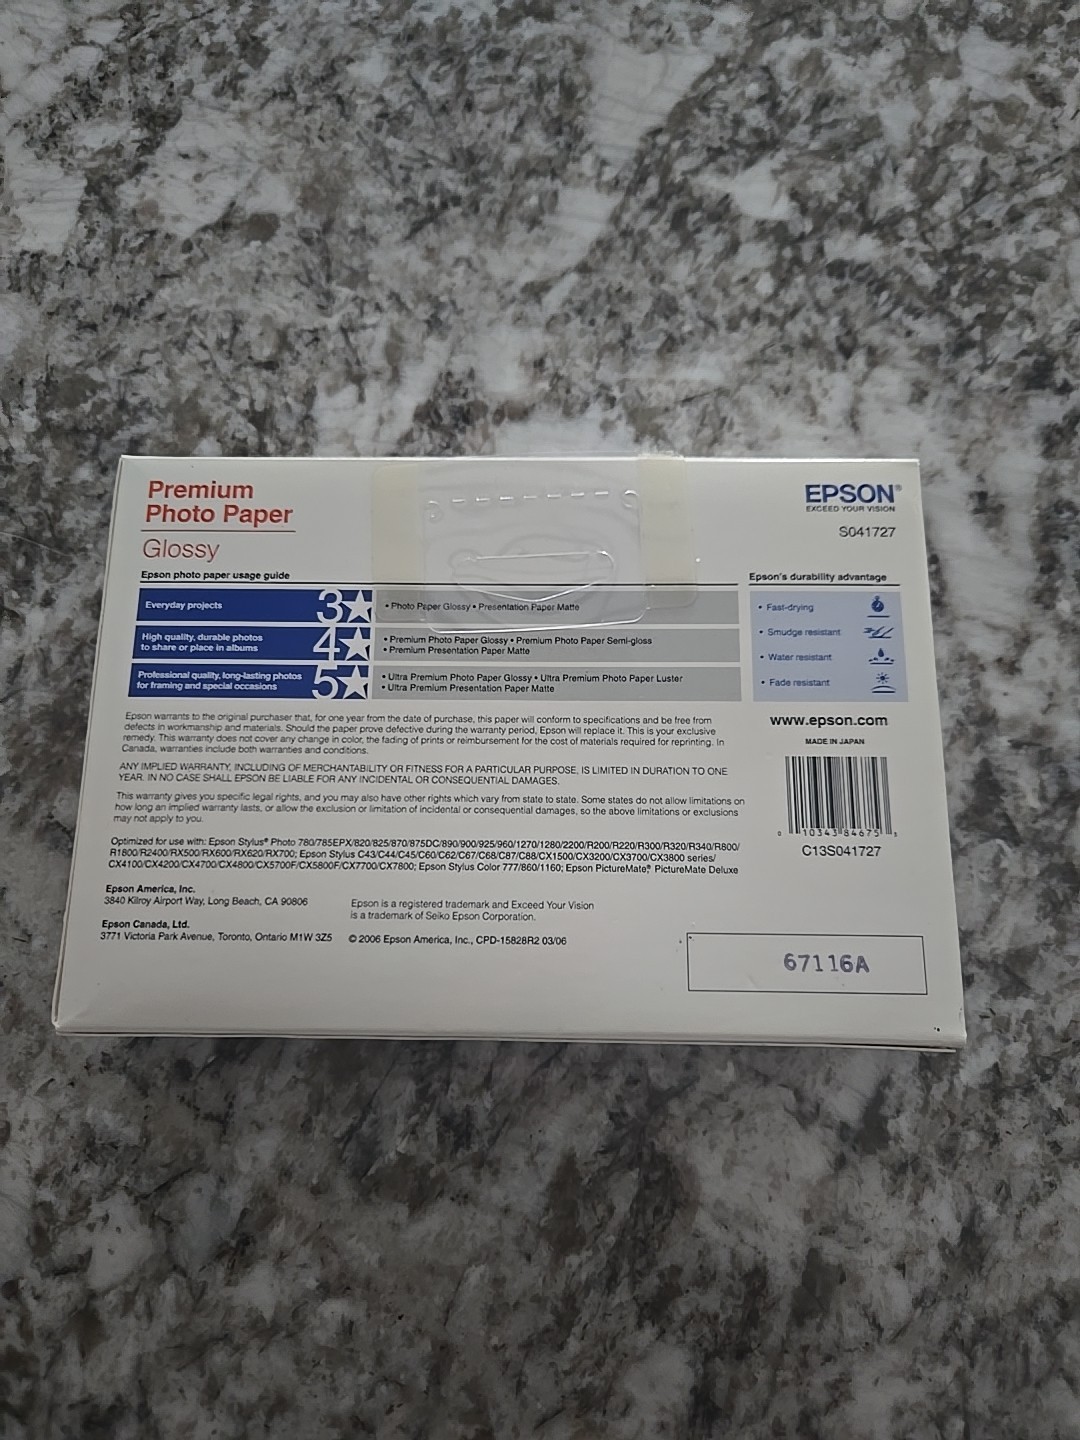 Premium
Photo Paper
Glossy
EPSON®
EXCEED YOUR VISION
S041727
Epson photo paper usage guide
Everyday projects
3★
• Photo Paper Glossy • Presentation Paper Matte
High quality, durable photos
to share or place in albums
4★
• Premium Photo Paper Glossy • Premium Photo Paper Semi-gloss
• Premium Presentation Paper Matte
Professional quality, long-lasting photos
for framing and special occasions
5★
• Ultra Premium Photo Paper Glossy • Ultra Premium Photo Paper Luster
• Ultra Premium Presentation Paper Matte
Epson's durability advantage
• Fast-drying
• Smudge resistant
• Water resistant
• Fade resistant
Epson warrants to the original purchaser that, for one year from the date of purchase, this paper will conform to specifications and be free from
defects in workmanship and materials. Should the paper prove defective during the warranty period, Epson will replace it. This is your exclusive
remedy. This warranty does not cover any change in color, the fading of prints or reimbursement for the cost of materials required for reprinting. In
Canada, warranties include both warranties and conditions.
ANY IMPLIED WARRANTY, INCLUDING OF MERCHANTABILITY OR FITNESS FOR A PARTICULAR PURPOSE, IS LIMITED IN DURATION TO ONE
YEAR. IN NO CASE SHALL EPSON BE LIABLE FOR ANY INCIDENTAL OR CONSEQUENTIAL DAMAGES.
This warranty gives you specific legal rights, and you may also have other rights which vary from state to state. Some states do not allow limitations on
how long an implied warranty lasts, or allow the exclusion or limitation of incidental or consequential damages, so the above limitations or exclusions
may not apply to you.
Optimized for use with: Epson Stylus® Photo 780/785EPX/820/825/870/875DC/890/900/925/960/1270/1280/2200/R200/R220/R300/R320/R340/R800/
R1800/R2400/RX500/RX600/RX620/RX700; Epson Stylus C43/C44/C45/C60/C62/C67/C68/C87/C88/CX1500/CX3200/CX3700/CX3800 series/
CX4100/CX4200/CX4700/CX4800/CX5700F/CX5800F/CX7700/CX7800; Epson Stylus Color 777/860/1160; Epson PictureMate®, PictureMate Deluxe
www.epson.com
MADE IN JAPAN
0 10343 84675 5
C13S041727
Epson America, Inc.
3840 Kilroy Airport Way, Long Beach, CA 90806
Epson Canada, Ltd.
3771 Victoria Park Avenue, Toronto, Ontario M1W 3Z5
Epson is a registered trademark and Exceed Your Vision
is a trademark of Seiko Epson Corporation.
© 2006 Epson America, Inc., CPD-15828R2 03/06
67116A